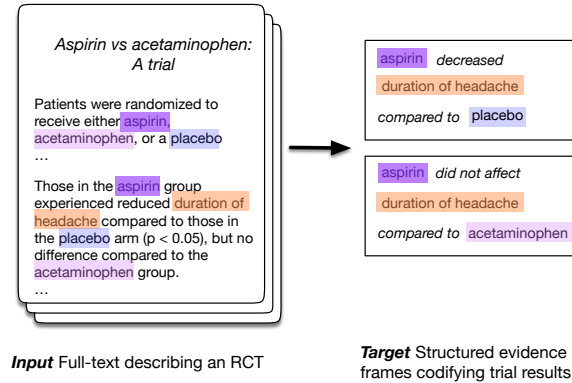 Aspirin vs acetaminophen:
A trial
Patients were randomized to
receive either aspirin,
acetaminophen, or a placebo
...
Those in the aspirin group
experienced reduced duration of
headache compared to those in
the placebo arm (p < 0.05), but no
difference compared to the
acetaminophen group.
...
aspirin decreased
duration of headache
compared to placebo
aspirin did not affect
duration of headache
compared to acetaminophen
Input Full-text describing an RCT
Target Structured evidence
frames codifying trial results